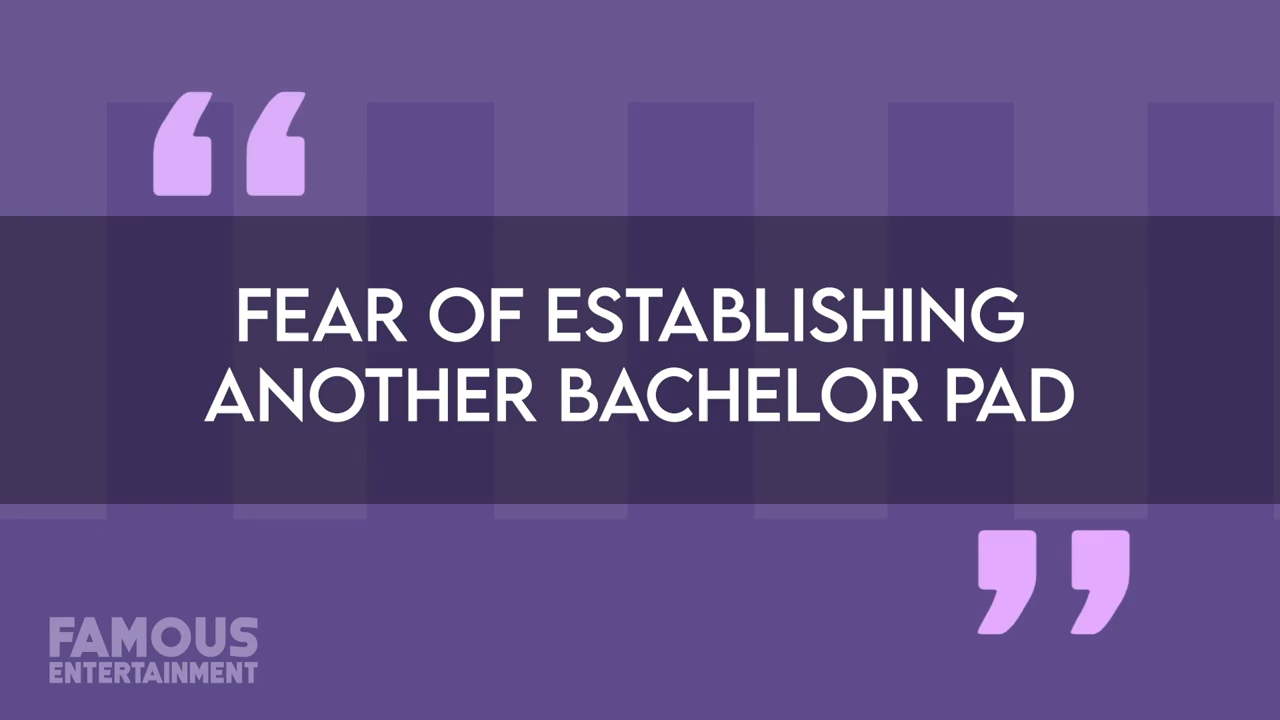 “
FEAR OF ESTABLISHING
ANOTHER BACHELOR PAD
”
FAMOUS
ENTERTAINMENT